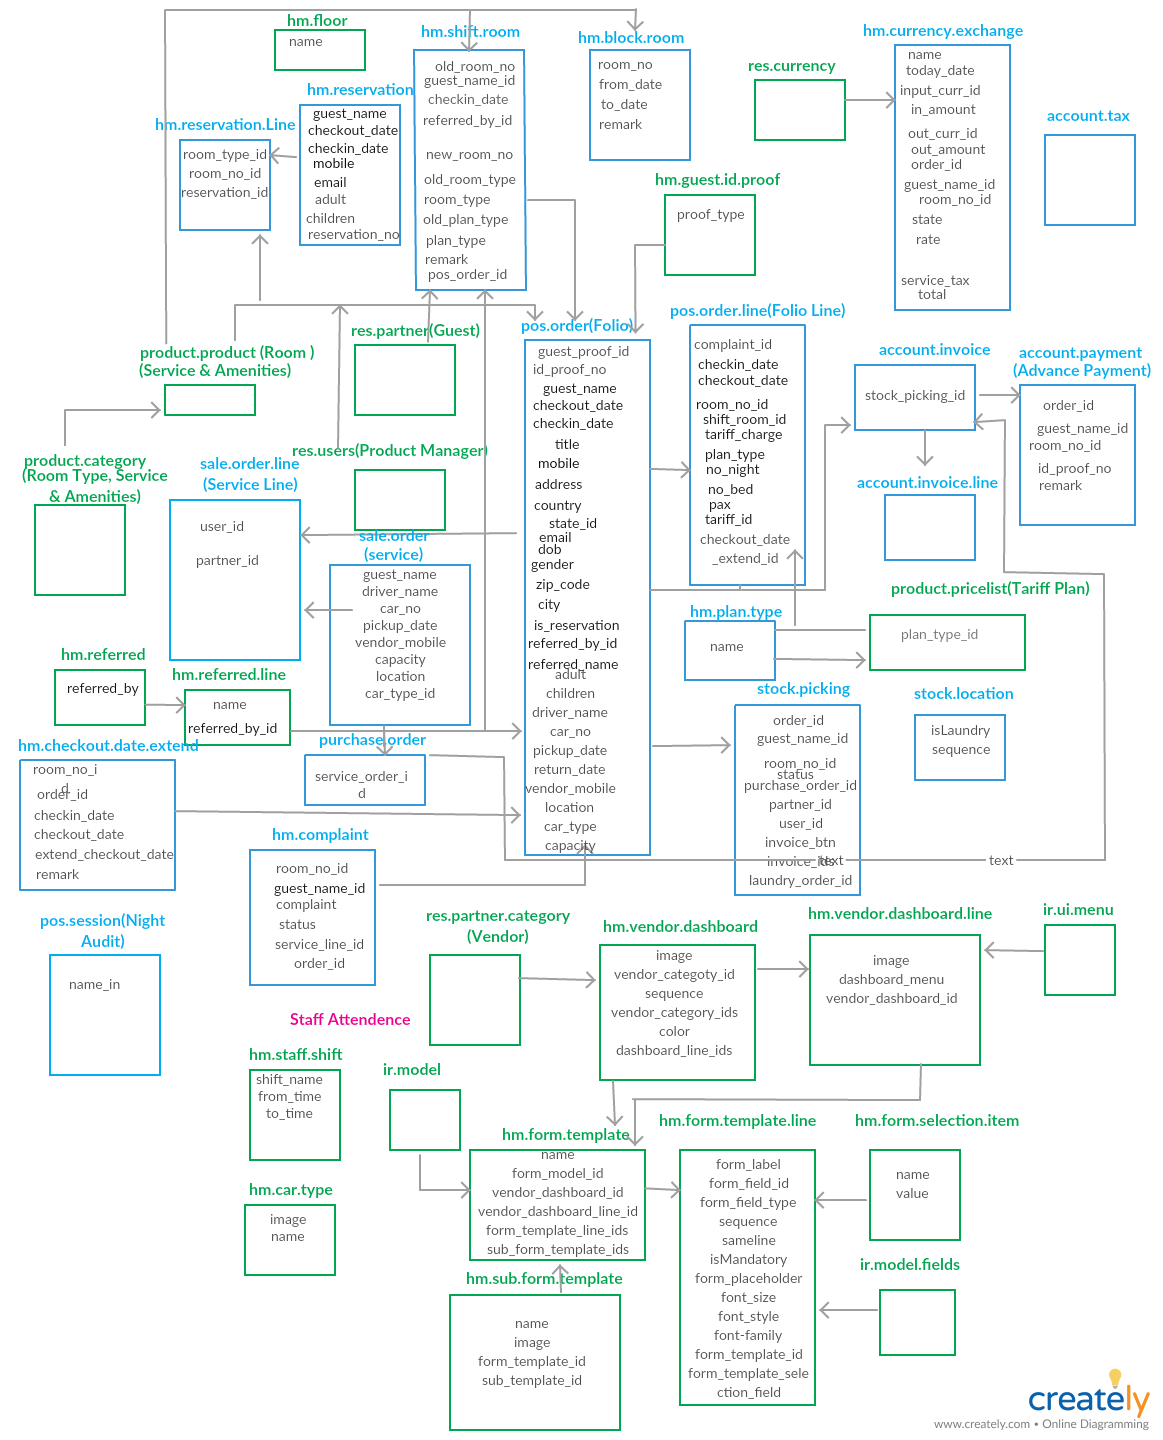 hm.floor
name
hm.shift.room
old_room_no
guest_name_id
checkin_date
referred_by_id
new_room_no
old_room_type
room_type
old_plan_type
plan_type
remark
pos_order_id
hm.block.room
room_no
from_date
to_date
remark
res.currency
hm.currency.exchange
name
today_date
input_curr_id
in_amount
out_curr_id
out_amount
order_id
guest_name_id
room_no_id
state
rate
service_tax
total
account.tax
hm.reservation
guest_name
checkout_date
checkin_date
mobile
email
adult
children
reservation_no
hm.reservation.Line
room_type_id
room_no_id
reservation_id
hm.guest.id.proof
proof_type
product.product (Room )
(Service & Amenities)
res.partner(Guest)
pos.order(Folio)
guest_proof_id
id_proof_no
guest_name
checkout_date
checkin_date
title
mobile
address
country
state_id
email
dob
gender
zip_code
city
is_reservation
referred_by_id
referred_name
adult
children
driver_name
car_no
pickup_date
return_date
vendor_mobile
location
car_type
capacity
pos.order.line(Folio Line)
complaint_id
checkin_date
checkout_date
room_no_id
shift_room_id
tariff_charge
plan_type
no_night
no_bed
pax
tariff_id
checkout_date
_extend_id
account.invoice
stock_picking_id
account.payment
(Advance Payment)
order_id
guest_name_id
room_no_id
id_proof_no
remark
account.invoice.line
product.category
(Room Type, Service
& Amenities)
sale.order.line
(Service Line)
user_id
partner_id
res.users(Product Manager)
sale.order
(service)
guest_name
driver_name
car_no
pickup_date
vendor_mobile
capacity
location
car_type_id
product.pricelist(Tariff Plan)
plan_type_id
hm.plan.type
name
hm.referred
referred_by
hm.referred.line
name
referred_by_id
stock.picking
order_id
guest_name_id
room_no_id
status
purchase_order_id
partner_id
user_id
invoice_btn
invoice_ids
laundry_order_id
text
text
stock.location
isLaundry
sequence
hm.checkout.date.extend
room_no_i
d
order_id
checkin_date
checkout_date
extend_checkout_date
remark
purchase.order
service_order_i
d
hm.complaint
room_no_id
guest_name_id
complaint
status
service_line_id
order_id
pos.session(Night
Audit)
name_in
res.partner.category
(Vendor)
hm.vendor.dashboard
image
vendor_categoty_id
sequence
vendor_category_ids
color
dashboard_line_ids
hm.vendor.dashboard.line
image
dashboard_menu
vendor_dashboard_id
ir.ui.menu
Staff Attendence
hm.staff.shift
shift_name
from_time
to_time
ir.model
hm.form.template
name
form_model_id
vendor_dashboard_id
vendor_dashboard_line_id
form_template_line_ids
sub_form_template_ids
hm.form.template.line
form_label
form_field_id
form_field_type
sequence
sameline
isMandatory
form_placeholder
font_size
font_style
font-family
form_template_id
form_template_sele
ction_field
hm.form.selection.item
name
value
hm.car.type
image
name
ir.model.fields
hm.sub.form.template
name
image
form_template_id
sub_template_id
creately
www.creately.com • Online Diagramming